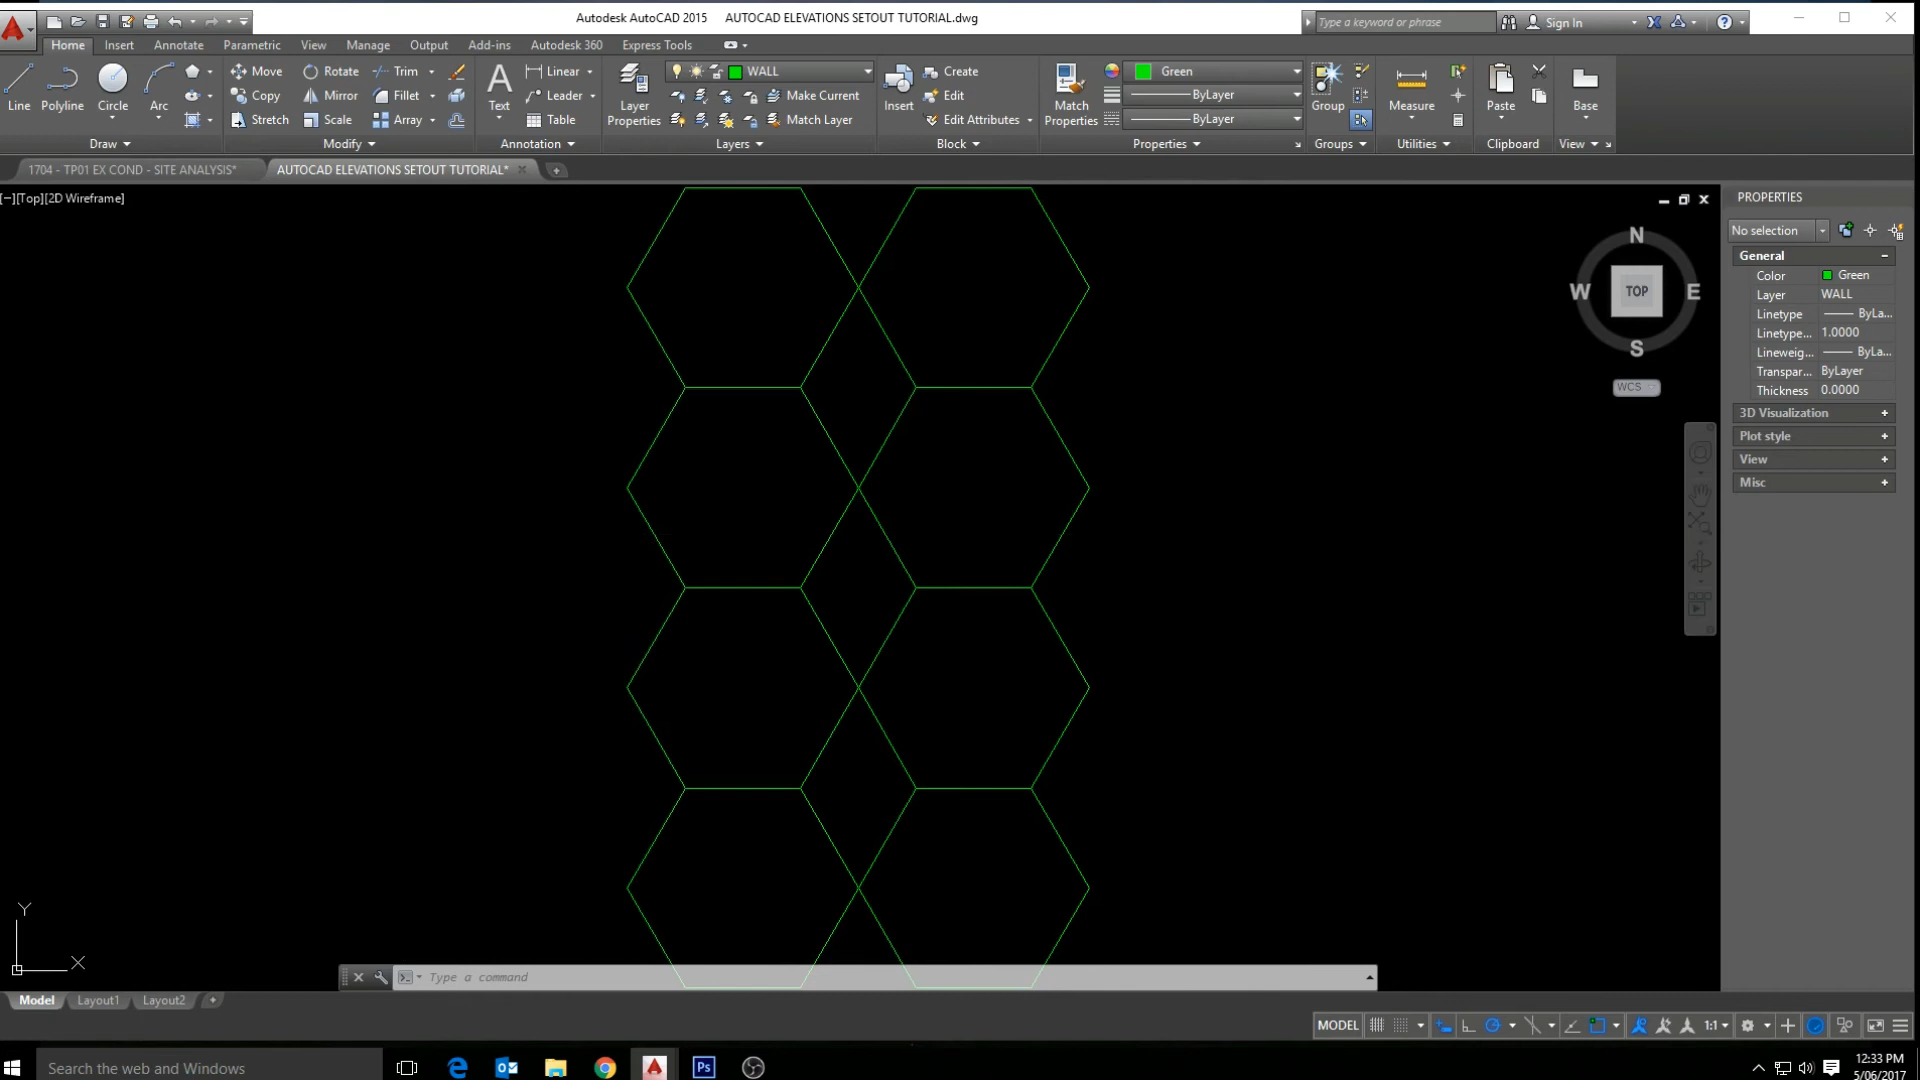 Autodesk AutoCAD 2015 AUTOCAD ELEVATIONS SETOUT TUTORIAL.dwg
Type a keyword or phrase
Sign In
Home Insert Annotate Parametric View Manage Output Add-ins Autodesk 360 Express Tools
Move Rotate Trim Linear WALL Create Green
Line Polyline Circle Arc Copy Mirror Fillet Text Leader Layer Properties Make Current Insert Edit Match Properties ByLayer Group Measure Paste Base
Stretch Scale Array Table Match Layer Edit Attributes ByLayer
Draw Modify Annotation Layers Block Properties Groups Utilities Clipboard View
1704 - TP01 EX COND - SITE ANALYSIS* AUTOCAD ELEVATIONS SETOUT TUTORIAL*
[−][Top][2D Wireframe]
N
W TOP E
S
WCS
PROPERTIES
No selection
General
Color Green
Layer WALL
Linetype ByLa...
Linetype... 1.0000
Lineweig... ByLa...
Transpar... ByLayer
Thickness 0.0000
3D Visualization
Plot style
View
Misc
Y
X
Type a command
Model Layout1 Layout2
MODEL 1:1
Search the web and Windows
Ps
12:33 PM
5/06/2017